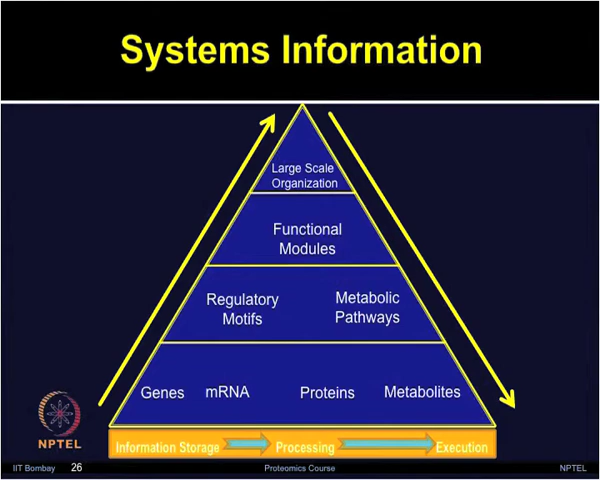 Systems Information
Large Scale
Organization
Functional
Modules
Regulatory
Motifs
Metabolic
Pathways
Genes mRNA Proteins Metabolites
Information Storage Processing Execution
NPTEL
IIT Bombay 26 Proteomics Course NPTEL